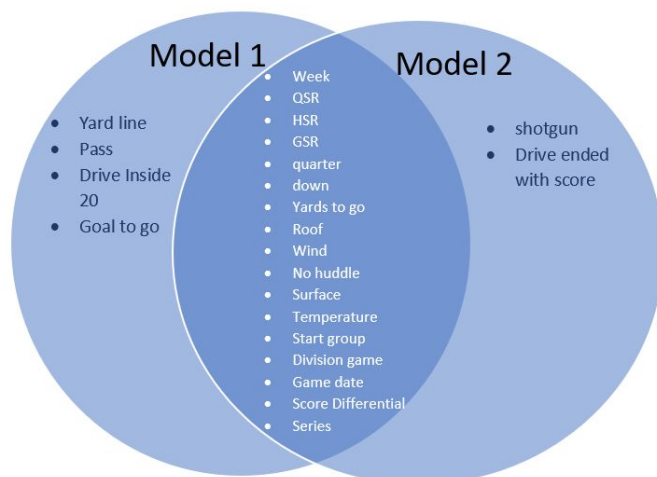 Model 1
Model 2
Yard line
Pass
Drive Inside
20
Goal to go
Week
QSR
HSR
GSR
quarter
down
Yards to go
Roof
Wind
No huddle
Surface
Temperature
Start group
Division game
Game date
Score Differential
Series
shotgun
Drive ended
with score